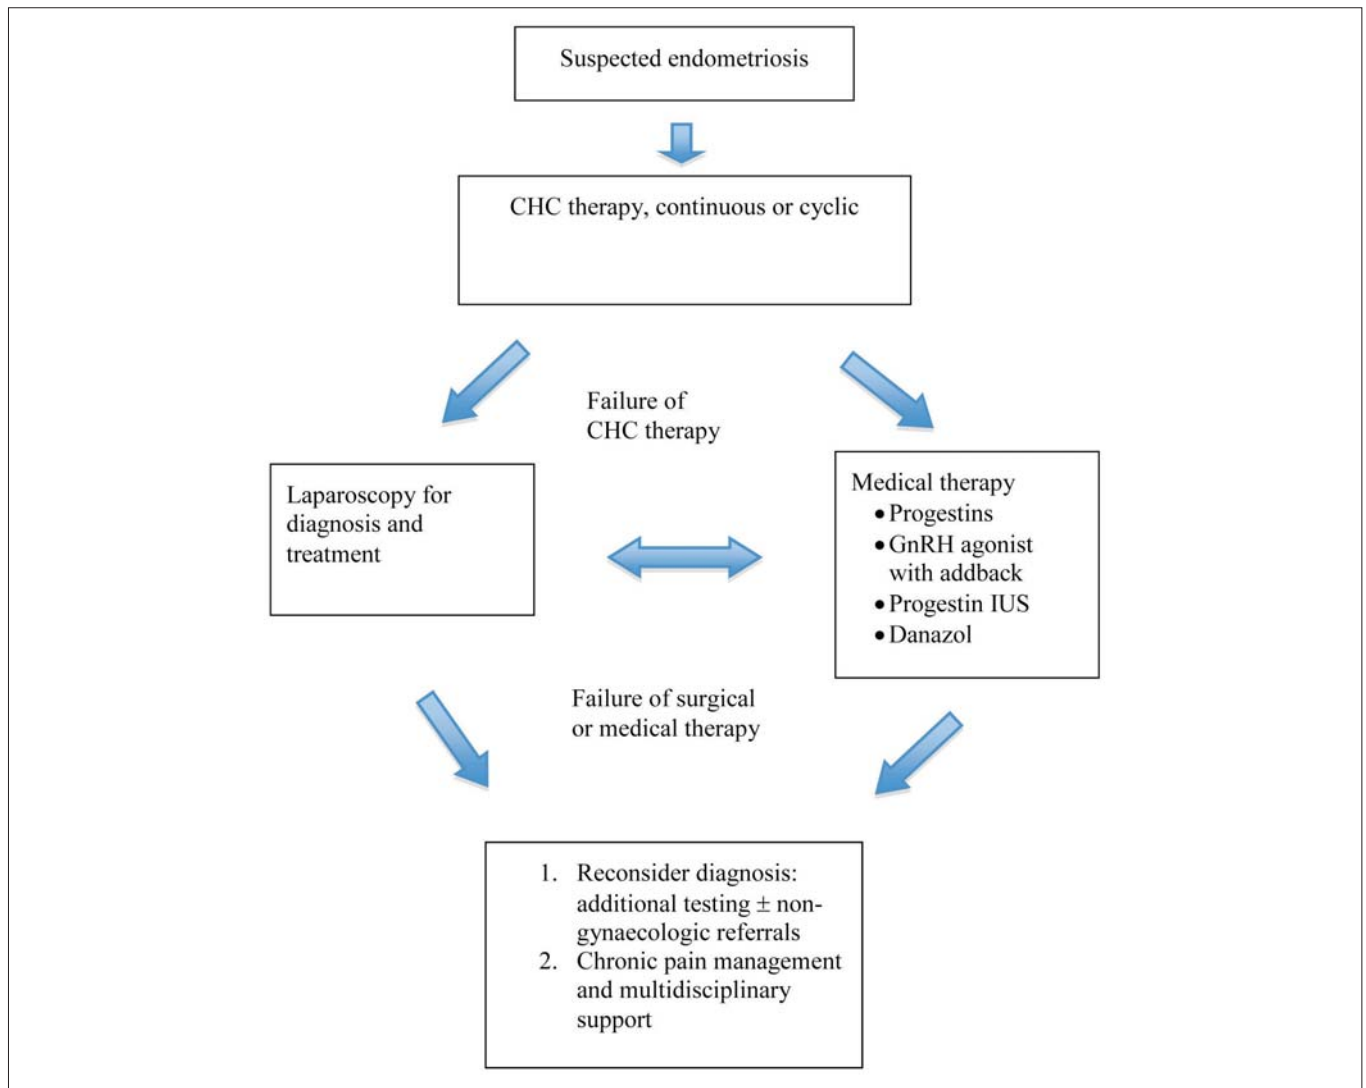 Suspected endometriosis
CHC therapy, continuous or cyclic
Failure of
CHC therapy
Laparoscopy for
diagnosis and
treatment
Medical therapy
• Progestins
• GnRH agonist
with addback
• Progestin IUS
• Danazol
Failure of surgical
or medical therapy
1. Reconsider diagnosis:
additional testing ± non-
gynaecologic referrals
2. Chronic pain management
and multidisciplinary
support